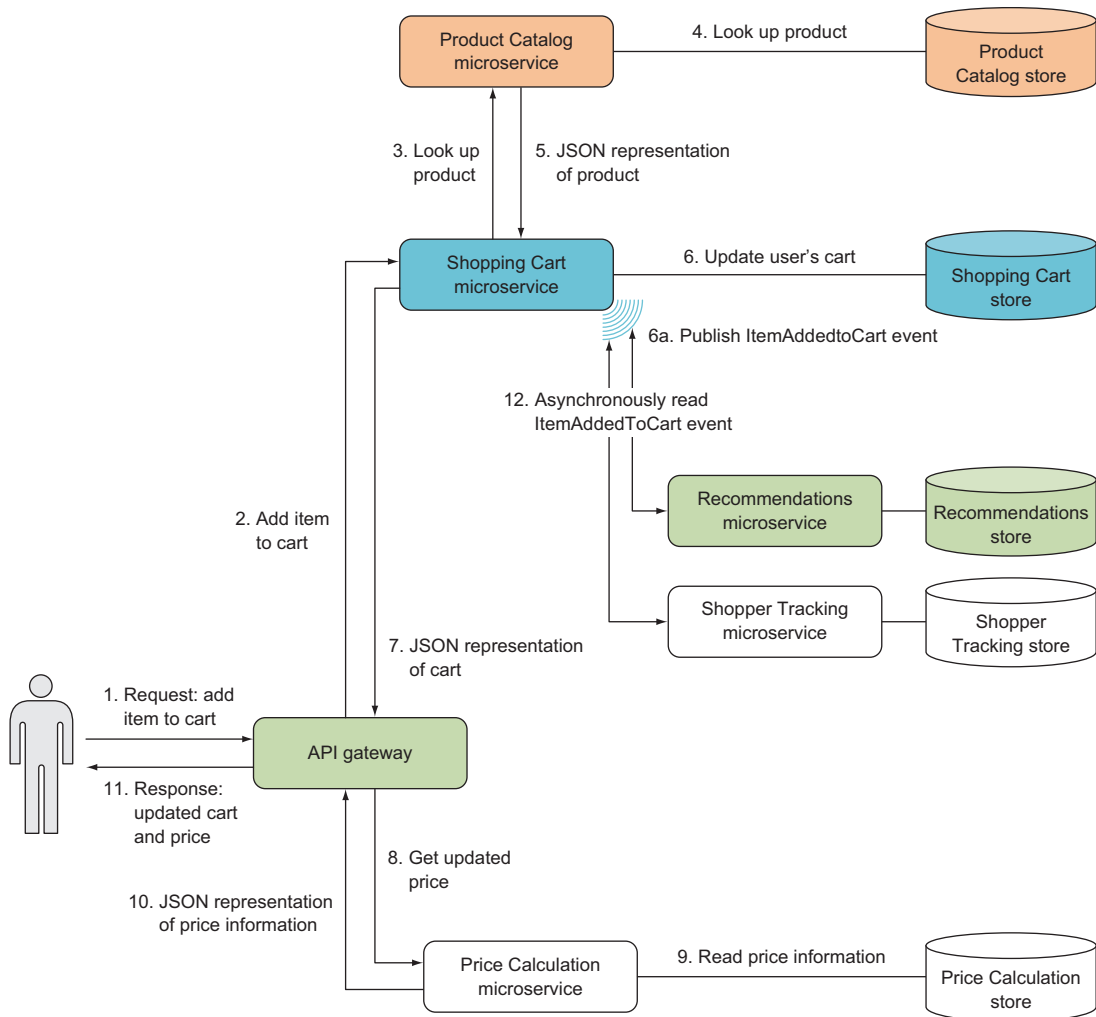 Product Catalog
microservice
4. Look up product
Product
Catalog store
3. Look up
product
5. JSON representation
of product
Shopping Cart
microservice
6. Update user's cart
Shopping Cart
store
6a. Publish ItemAddedtoCart event
12. Asynchronously read
ItemAddedToCart event
Recommendations
microservice
Recommendations
store
2. Add item
to cart
Shopper Tracking
microservice
Shopper
Tracking store
7. JSON representation
of cart
1. Request: add
item to cart
API gateway
11. Response:
updated cart
and price
8. Get updated
price
10. JSON representation
of price information
Price Calculation
microservice
9. Read price information
Price Calculation
store